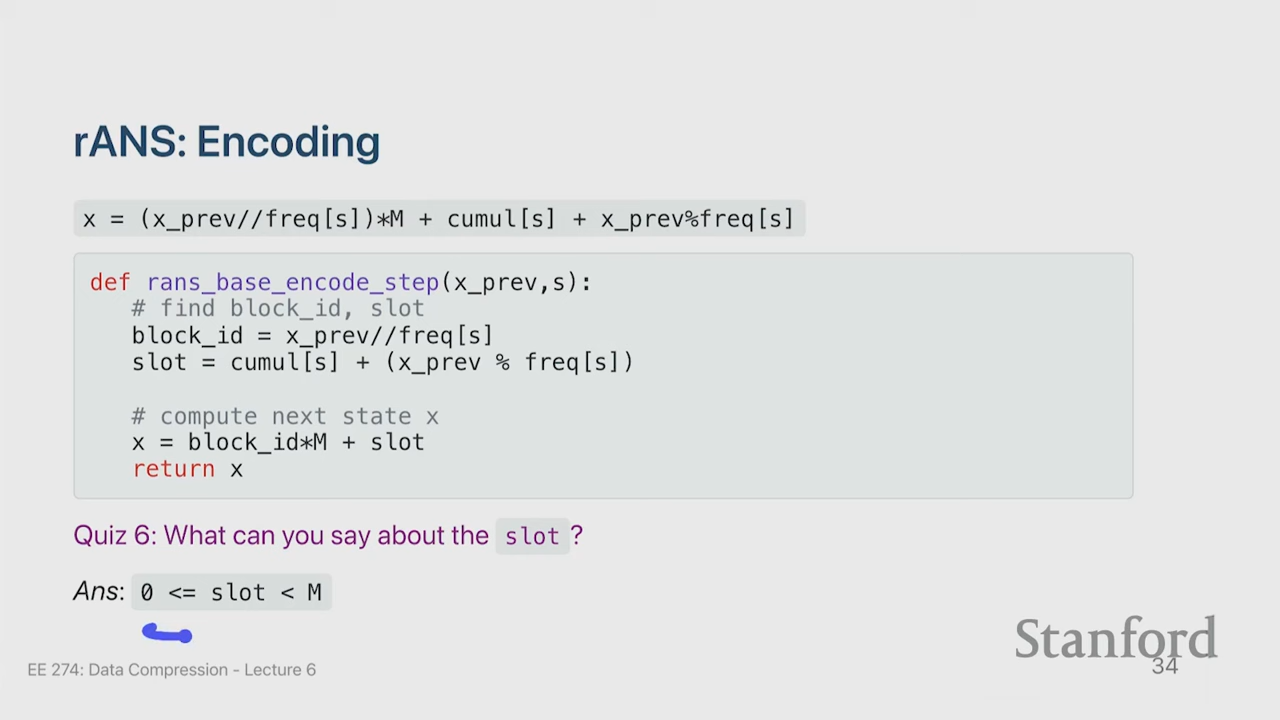 rANS: Encoding
x = (x_prev//freq[s])*M + cumul[s] + x_prev%freq[s]
def rans_base_encode_step(x_prev,s):
# find block_id, slot
block_id = x_prev//freq[s]
slot = cumul[s] + (x_prev % freq[s])
# compute next state x
x = block_id*M + slot
return x
Quiz 6: What can you say about the slot ?
Ans: 0 <= slot < M
Stanford
EE 274: Data Compression - Lecture 6
34